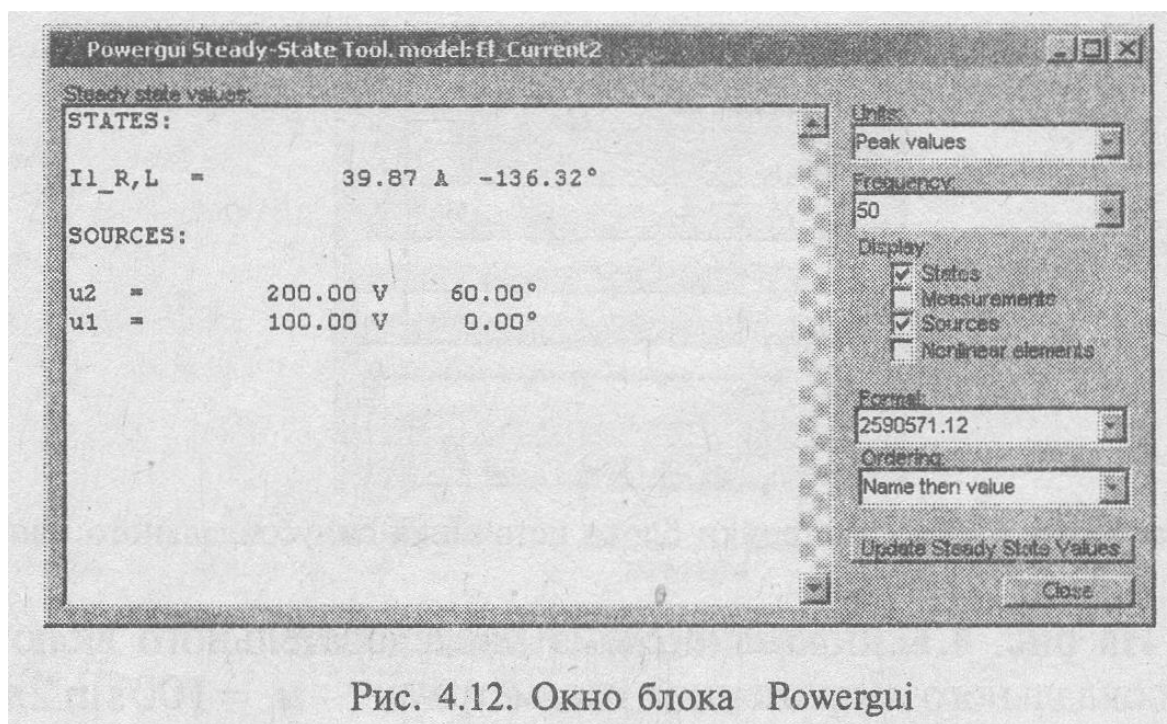 Powergui Steady-State Tool. model: El_Current2
Steady state values:
STATES:
I1_R,L = 39.87 A -136.32°
SOURCES:
u2 = 200.00 V 60.00°
u1 = 100.00 V 0.00°
Units:
Peak values
Frequency:
50
Display:
States
Measurements
Sources
Nonlinear elements
Format:
2590571.12
Ordering:
Name then value
Update Steady State Values
Close
Рис. 4.12. Окно блока Powergui